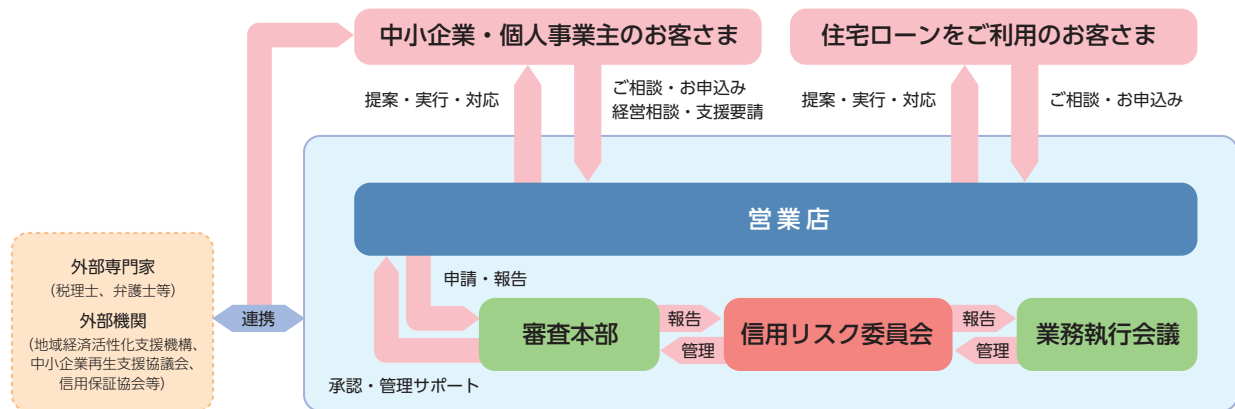 中小企業・個人事業主のお客さま
住宅ローンをご利用のお客さま
提案・実行・対応
ご相談・お申込み
経営相談・支援要請
提案・実行・対応
ご相談・お申込み
営業店
外部専門家
（税理士、弁護士等）
外部機関
（地域経済活性化支援機構、
中小企業再生支援協議会、
信用保証協会等）
連携
申請・報告
審査本部
報告
管理
信用リスク委員会
報告
管理
業務執行会議
承認・管理サポート